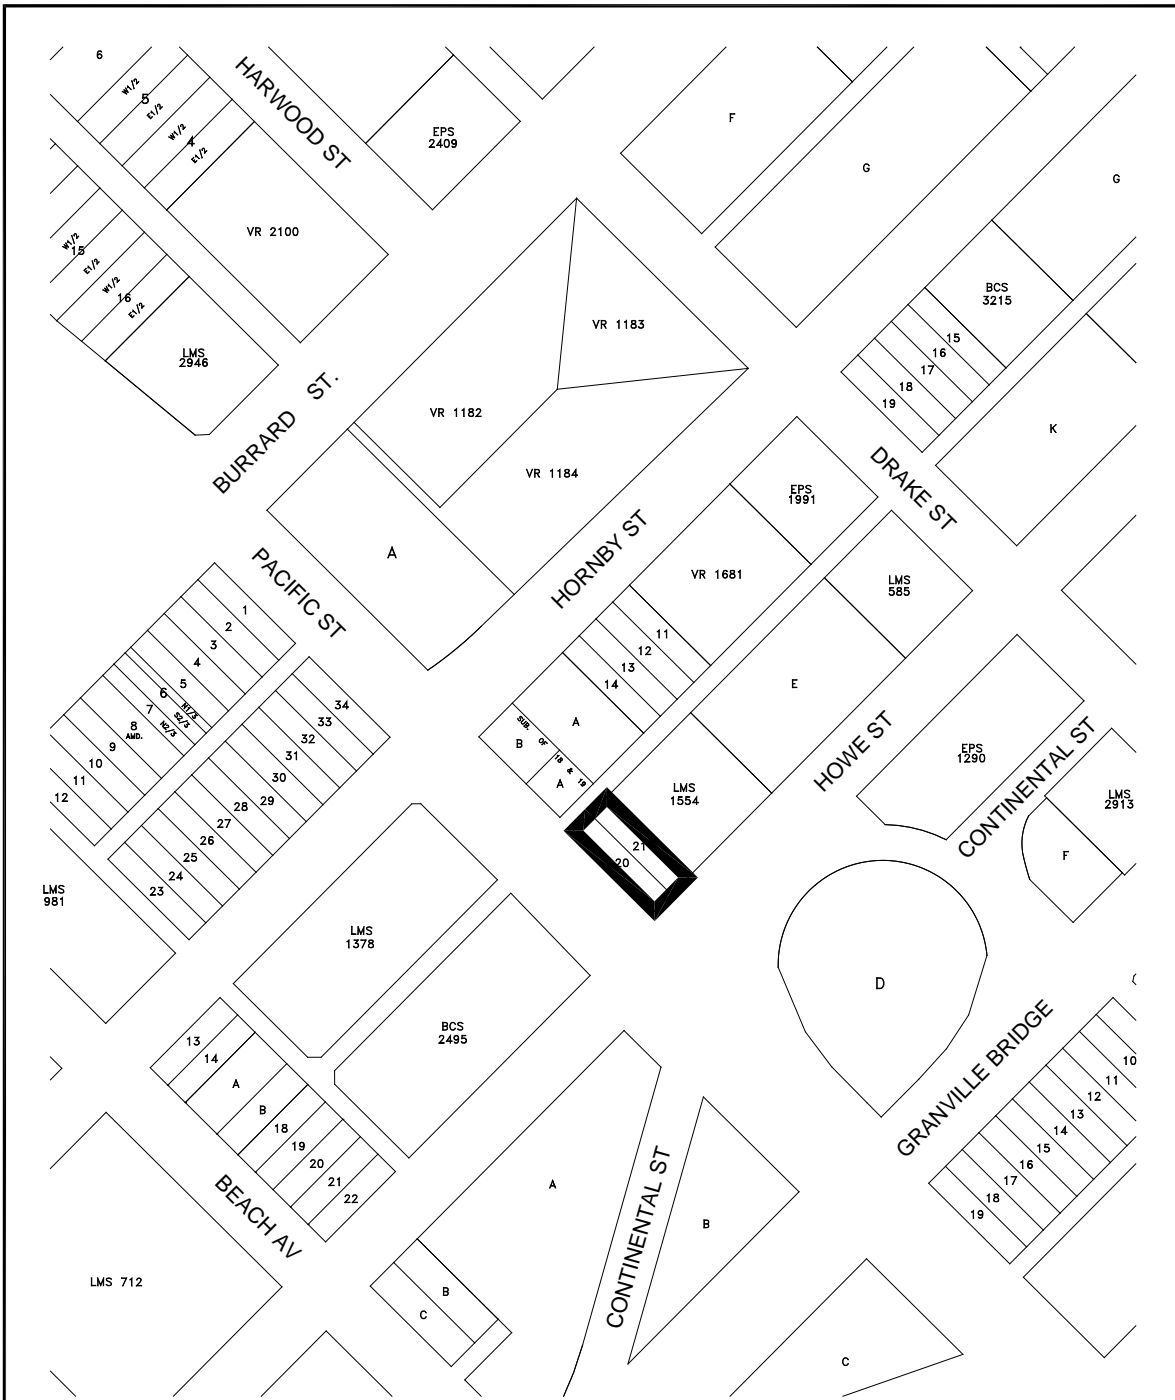 6
W1/2
5
E1/2
W1/2
4
E1/2
HARWOOD ST
EPS
2409
F
G
G
VR 2100
W1/2
15
E1/2
W1/2
16
E1/2
LMS
2946
BURRARD ST.
VR 1183
VR 1182
VR 1184
A
BCS
3215
15
16
17
18
19
K
DRAKE ST
EPS
1991
HORNBY ST
VR 1681
LMS
585
PACIFIC ST
1
2
3
4
5
6
7
N1/3
S2/3
N2/3
8
AMD.
9
10
11
12
34
33
32
31
30
29
28
27
26
25
24
23
11
12
13
14
A
SUB. OF 18 & 19
B
A
E
LMS
1554
21
20
HOWE ST
EPS
1290
CONTINENTAL ST
LMS
2913
F
LMS
981
LMS
1378
BCS
2495
D
GRANVILLE BRIDGE
13
14
A
B
18
19
20
21
22
BEACH AV
A
CONTINENTAL ST
B
10
11
12
13
14
15
16
17
18
19
LMS 712
B
C
C